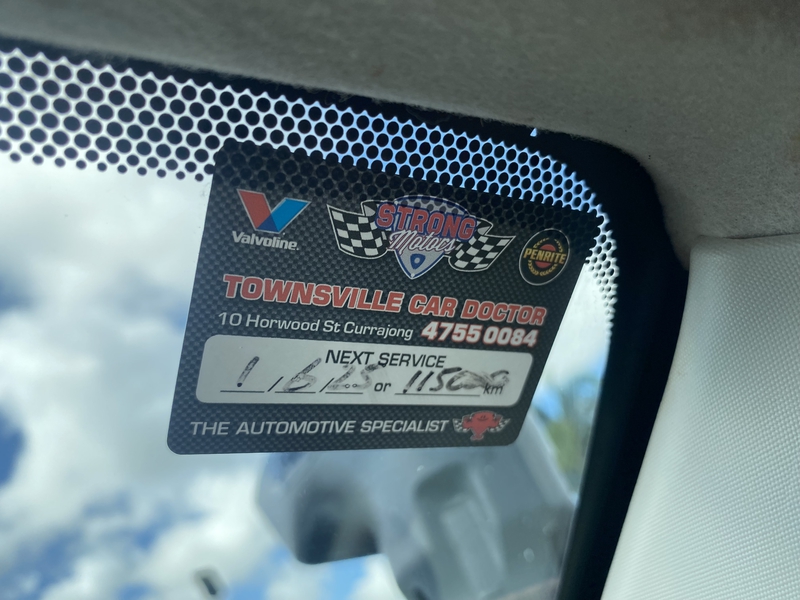 Valvoline
STRONG
Motors
PENRITE
TOWNSVILLE CAR DOCTOR
10 Horwood St Currajong 4755 0084
NEXT SERVICE
1 / 6 / 25 or 115000 km
THE AUTOMOTIVE SPECIALIST